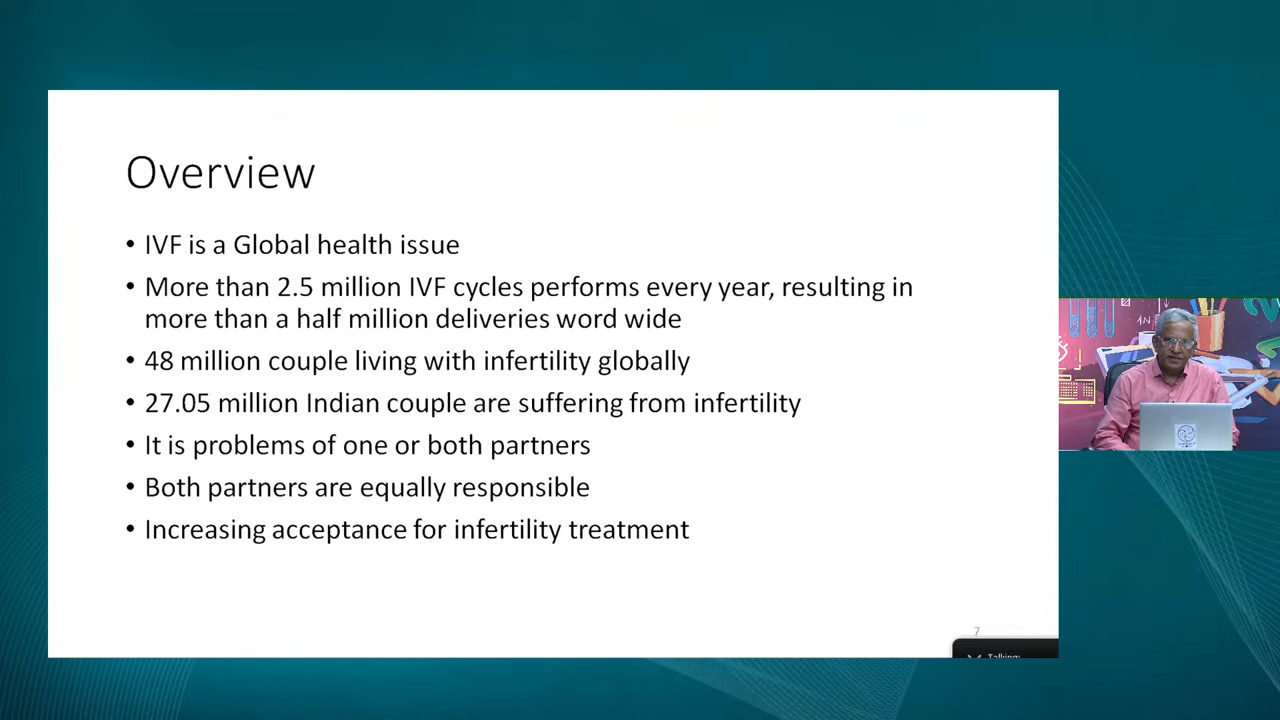 Overview
• IVF is a Global health issue
• More than 2.5 million IVF cycles performs every year, resulting in
more than a half million deliveries word wide
• 48 million couple living with infertility globally
• 27.05 million Indian couple are suffering from infertility
• It is problems of one or both partners
• Both partners are equally responsible
• Increasing acceptance for infertility treatment
7
Talking: